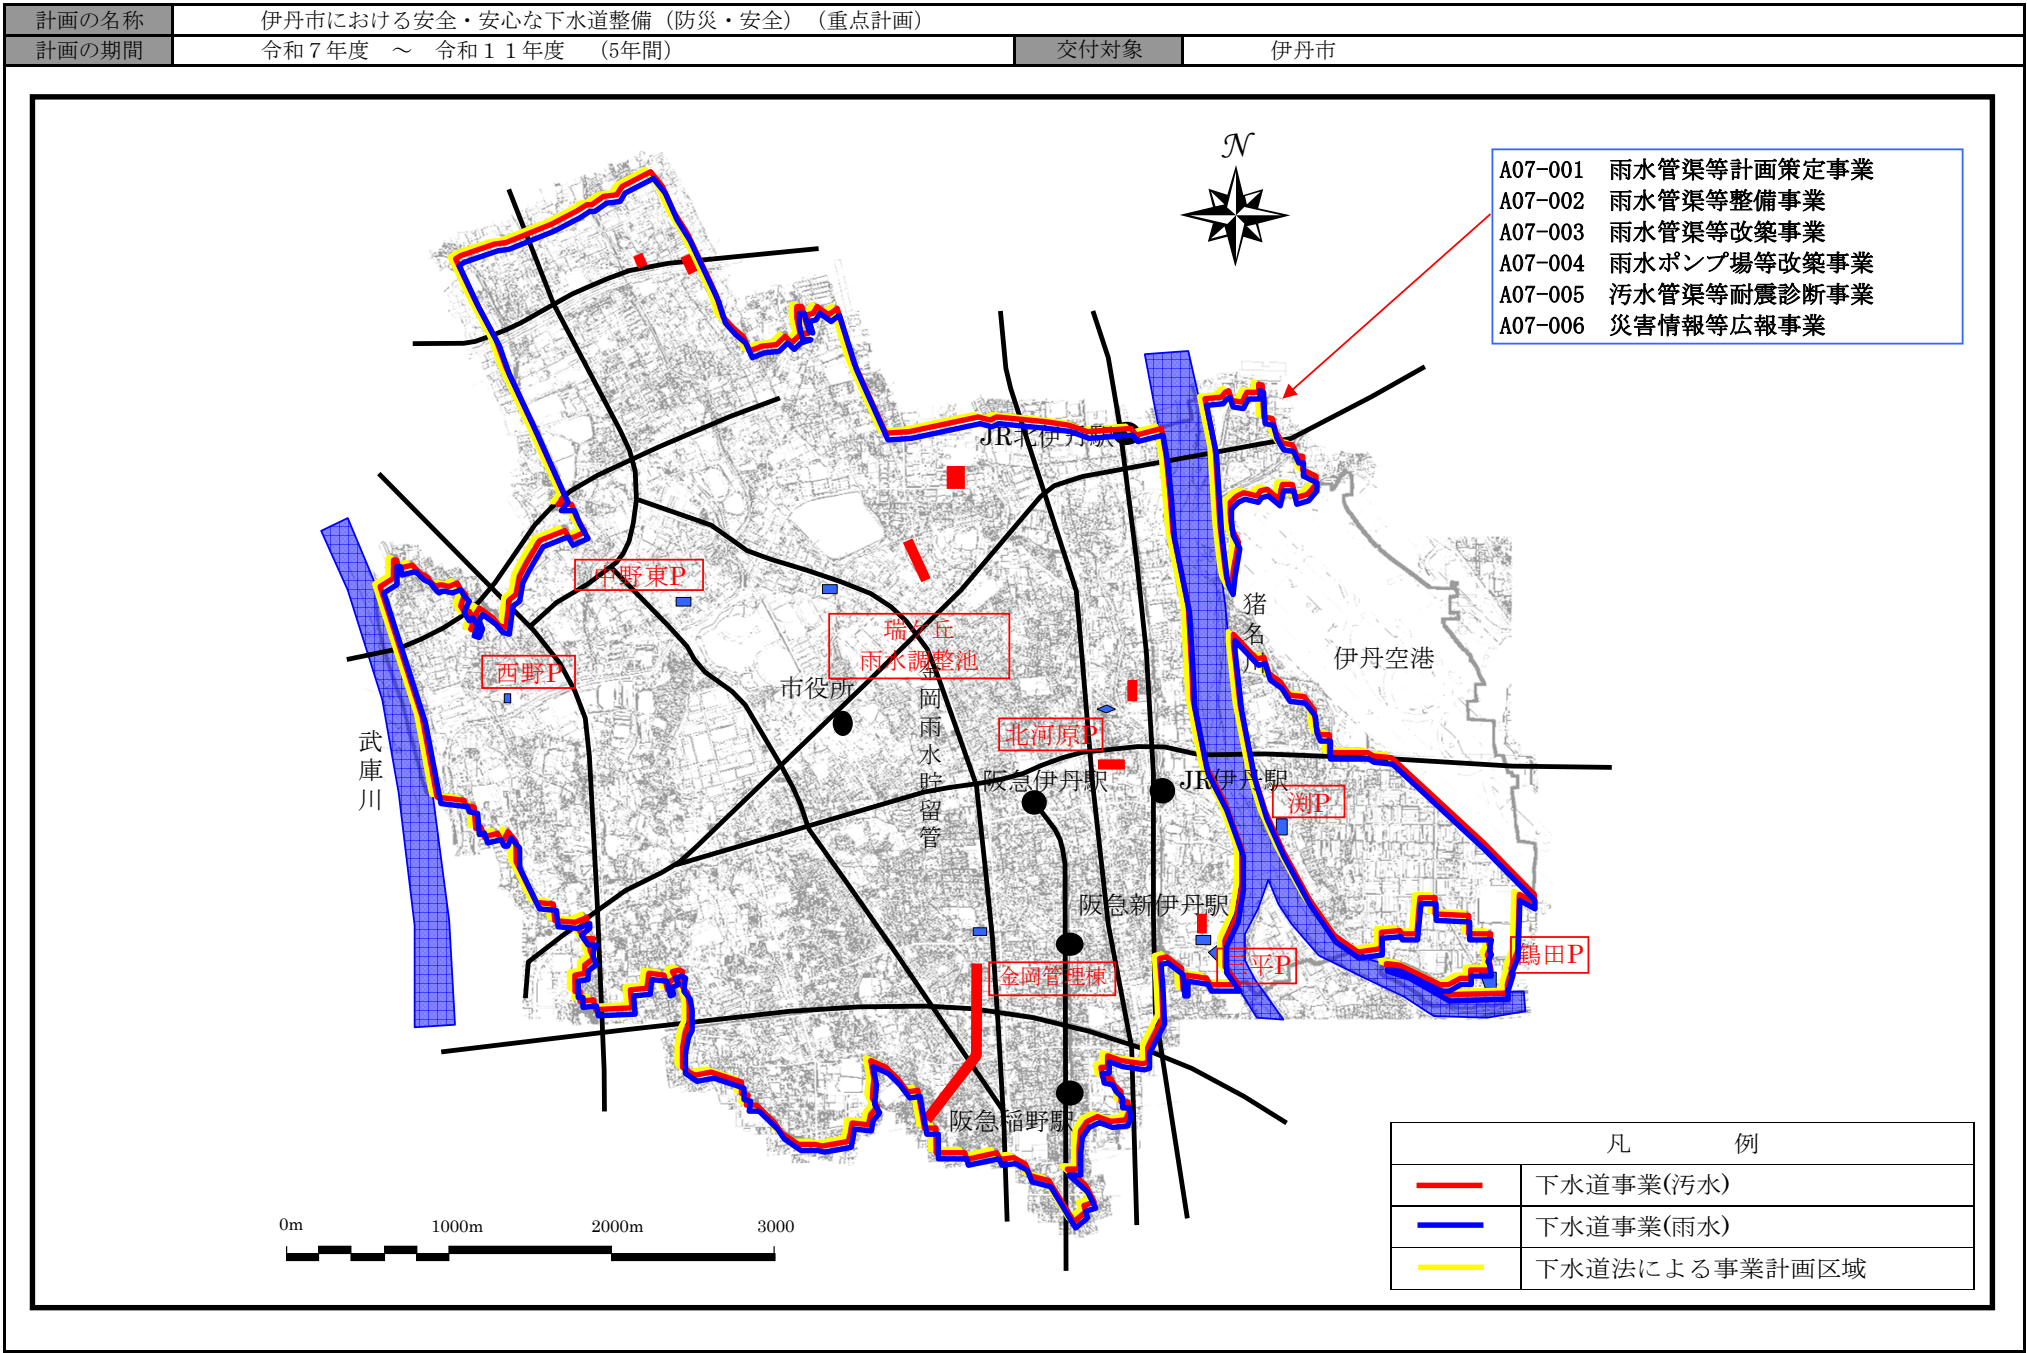 計画の名称　伊丹市における安全・安心な下水道整備（防災・安全）（重点計画）
計画の期間　令和７年度　～　令和１１年度　（5年間）　交付対象　伊丹市
N
A07-001　雨水管渠等計画策定事業
A07-002　雨水管渠等整備事業
A07-003　雨水管渠等改築事業
A07-004　雨水ポンプ場等改築事業
A07-005　汚水管渠等耐震診断事業
A07-006　災害情報等広報事業
JR北伊丹駅
中野東P
猪名川
瑞ケ丘
雨水調整池
伊丹空港
西野P
市役所
金岡雨水貯留管
武庫川
北河原P
阪急伊丹駅
JR伊丹駅
渕P
阪急新伊丹駅
三平P
鶴田P
金岡管理棟
阪急稲野駅
0m　1000m　2000m　3000
凡　例
下水道事業(汚水)
下水道事業(雨水)
下水道法による事業計画区域